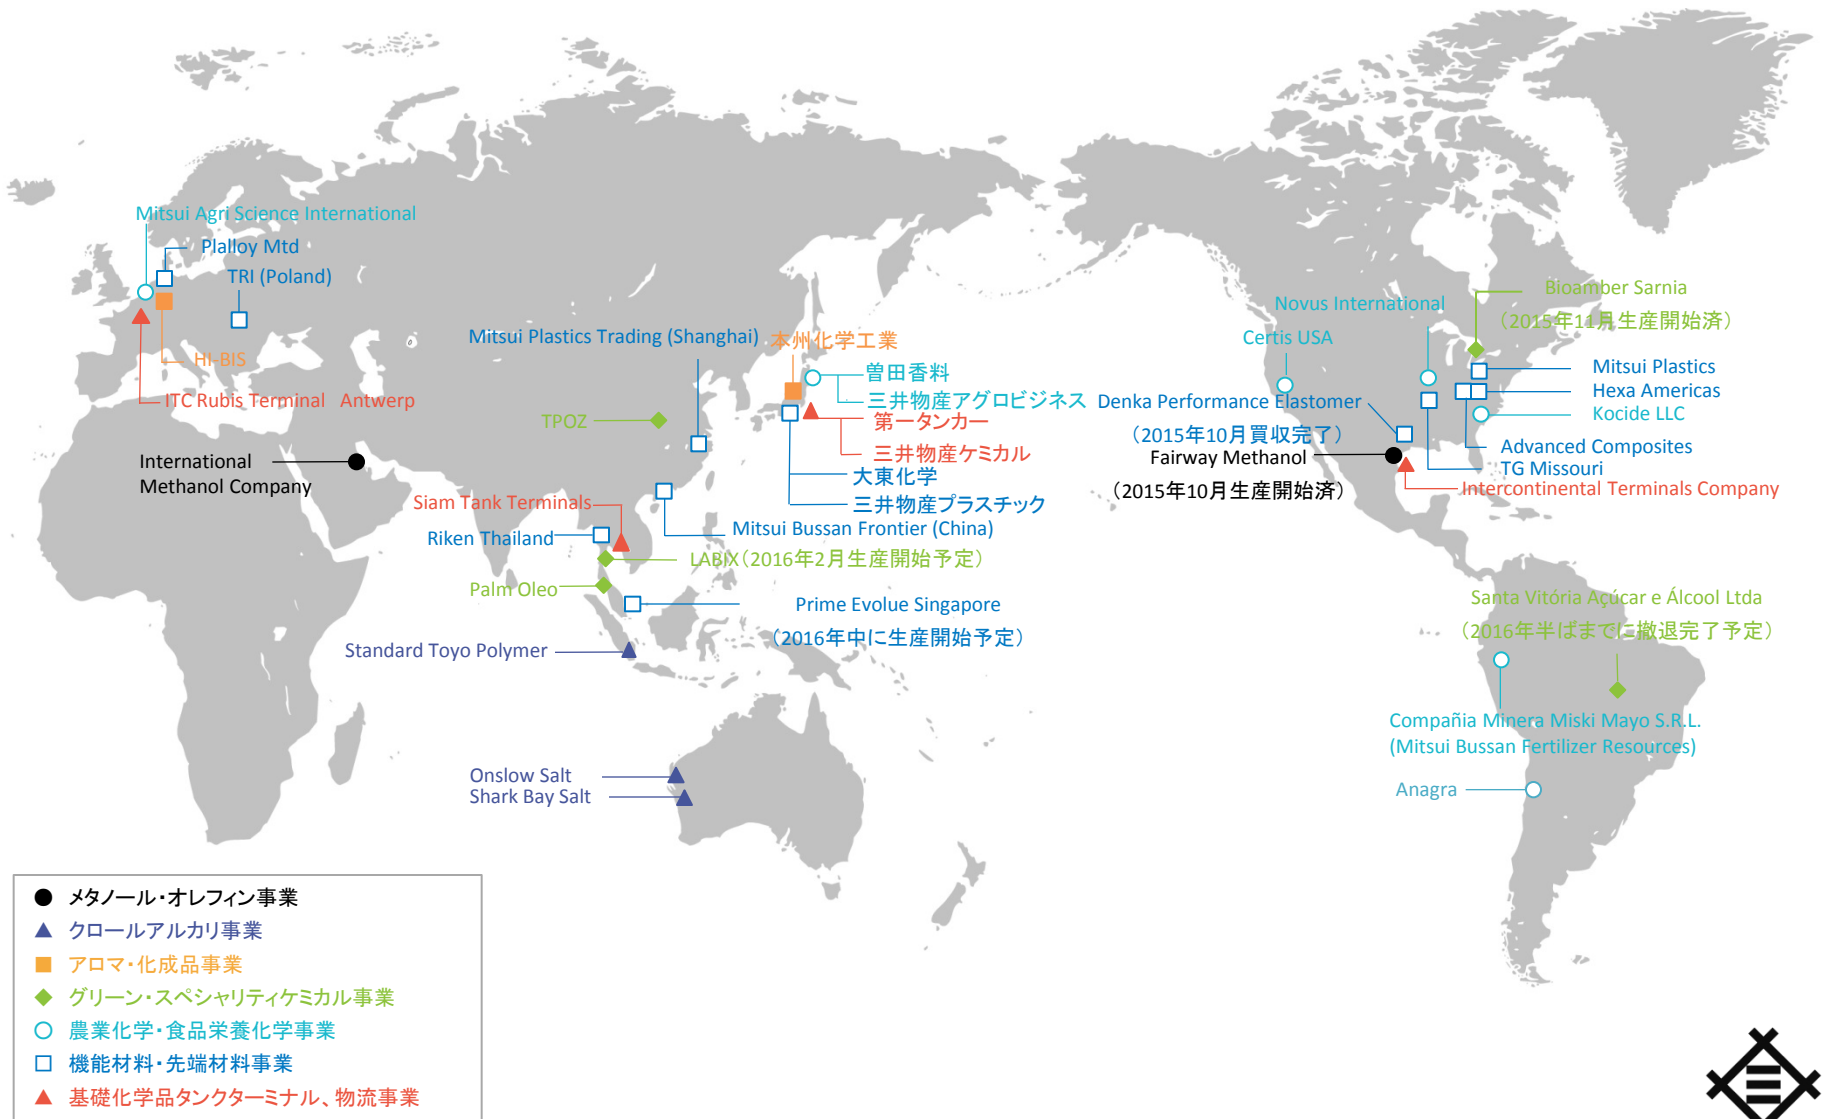 Mitsui Agri Science International
Plalloy Mtd
TRI (Poland)
HI-BIS
ITC Rubis Terminal Antwerp
International
Methanol Company
Mitsui Plastics Trading (Shanghai)
本州化学工業
曽田香料
三井物産アグロビジネス
第一タンカー
三井物産ケミカル
大東化学
三井物産プラスチック
TPOZ
Siam Tank Terminals
Riken Thailand
Mitsui Bussan Frontier (China)
LABIX(2016年2月生産開始予定)
Palm Oleo
Prime Evolue Singapore
(2016年中に生産開始予定)
Standard Toyo Polymer
Onslow Salt
Shark Bay Salt
Bioamber Sarnia
(2015年11月生産開始済)
Novus International
Certis USA
Mitsui Plastics
Hexa Americas
Kocide LLC
Denka Performance Elastomer
(2015年10月買収完了)
Fairway Methanol
(2015年10月生産開始済)
Advanced Composites
TG Missouri
Intercontinental Terminals Company
Santa Vitória Açúcar e Álcool Ltda
(2016年半ばまでに撤退完了予定)
Compañia Minera Miski Mayo S.R.L.
(Mitsui Bussan Fertilizer Resources)
Anagra
メタノール・オレフィン事業
クロールアルカリ事業
アロマ・化成品事業
グリーン・スペシャリティケミカル事業
農業化学・食品栄養化学事業
機能材料・先端材料事業
基礎化学品タンクターミナル、物流事業